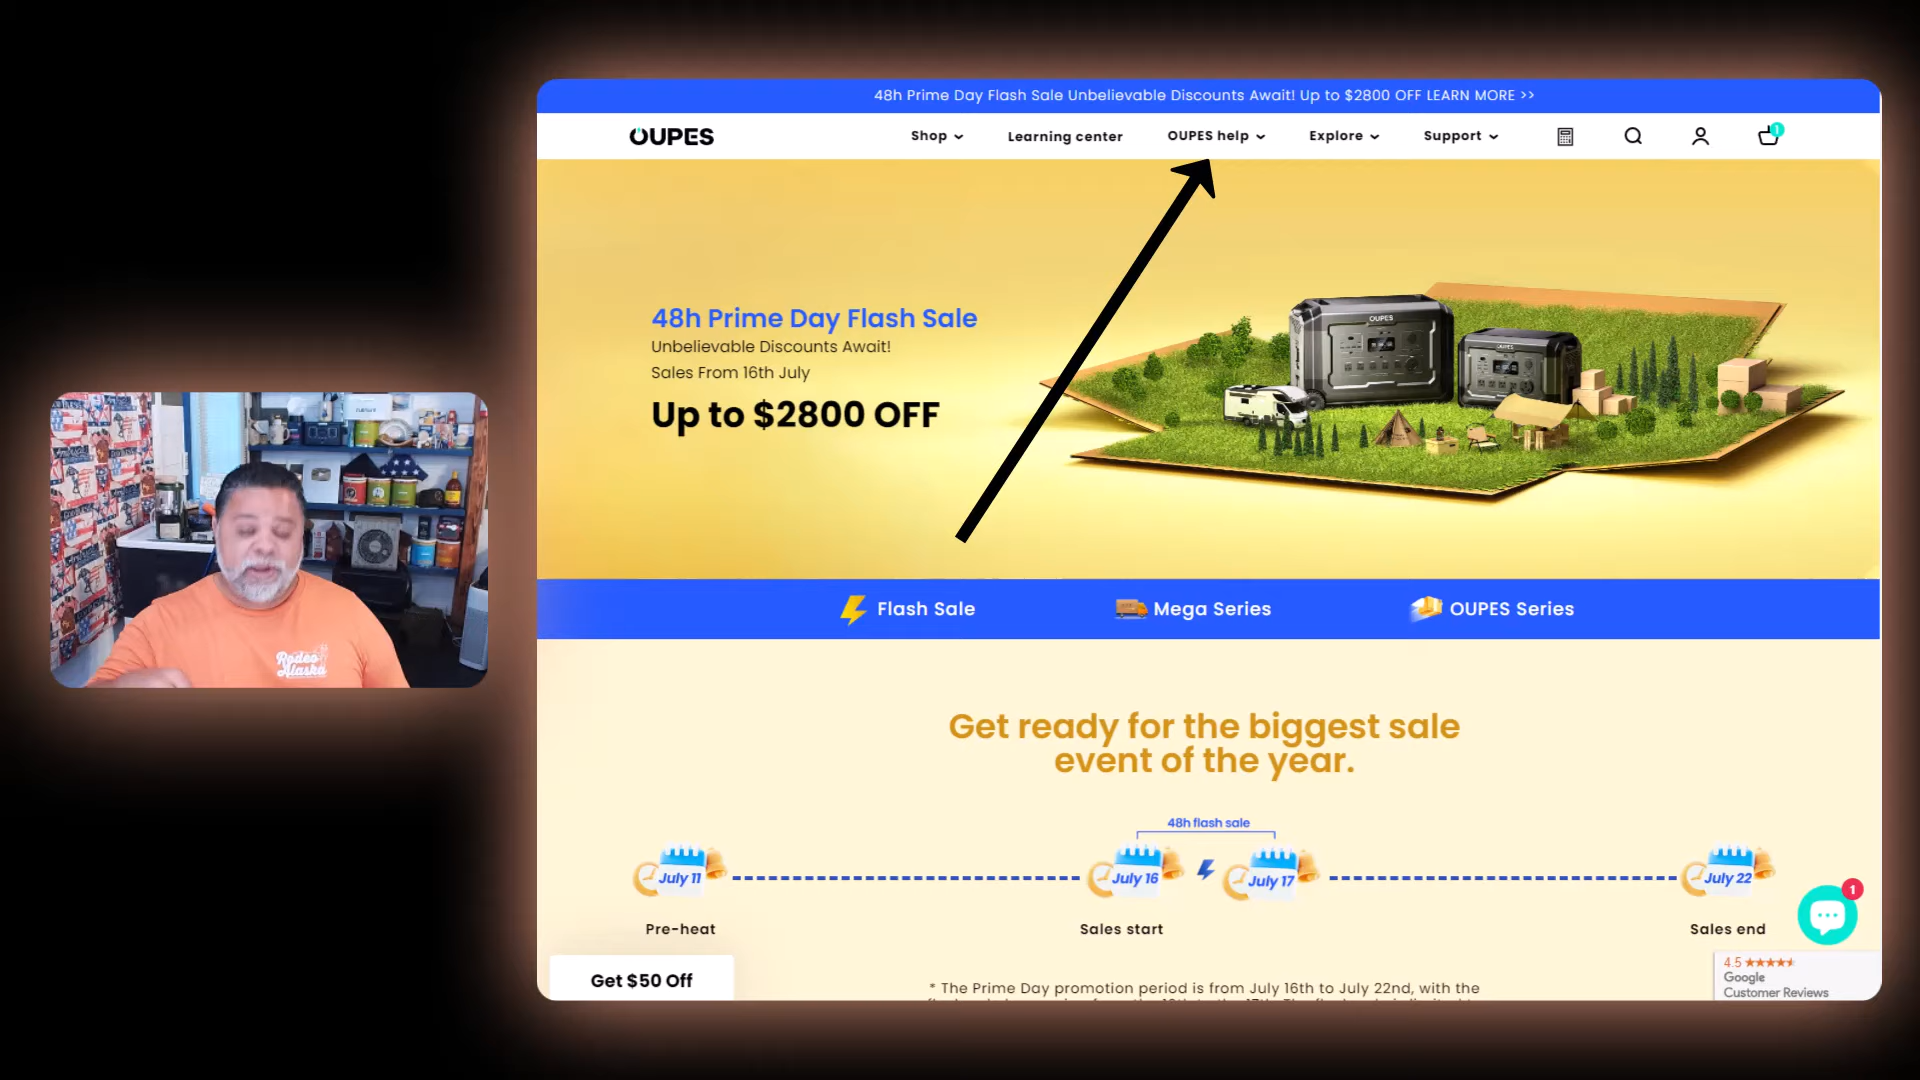 48h Prime Day Flash Sale Unbelievable Discounts Await! Up to $2800 OFF LEARN MORE >>
OUPES
Shop
Learning center
OUPES help
Explore
Support
1
48h Prime Day Flash Sale
Unbelievable Discounts Await!
Sales From 16th July
Up to $2800 OFF
OUPES
OUPES
Rodeo
Alaska
Flash Sale
Mega Series
OUPES Series
Get ready for the biggest sale
event of the year.
48h flash sale
July 11
July 16
July 17
July 22
Pre-heat
Sales start
Sales end
1
Get $50 Off
* The Prime Day promotion period is from July 16th to July 22nd, with the
4.5
Google
Customer Reviews